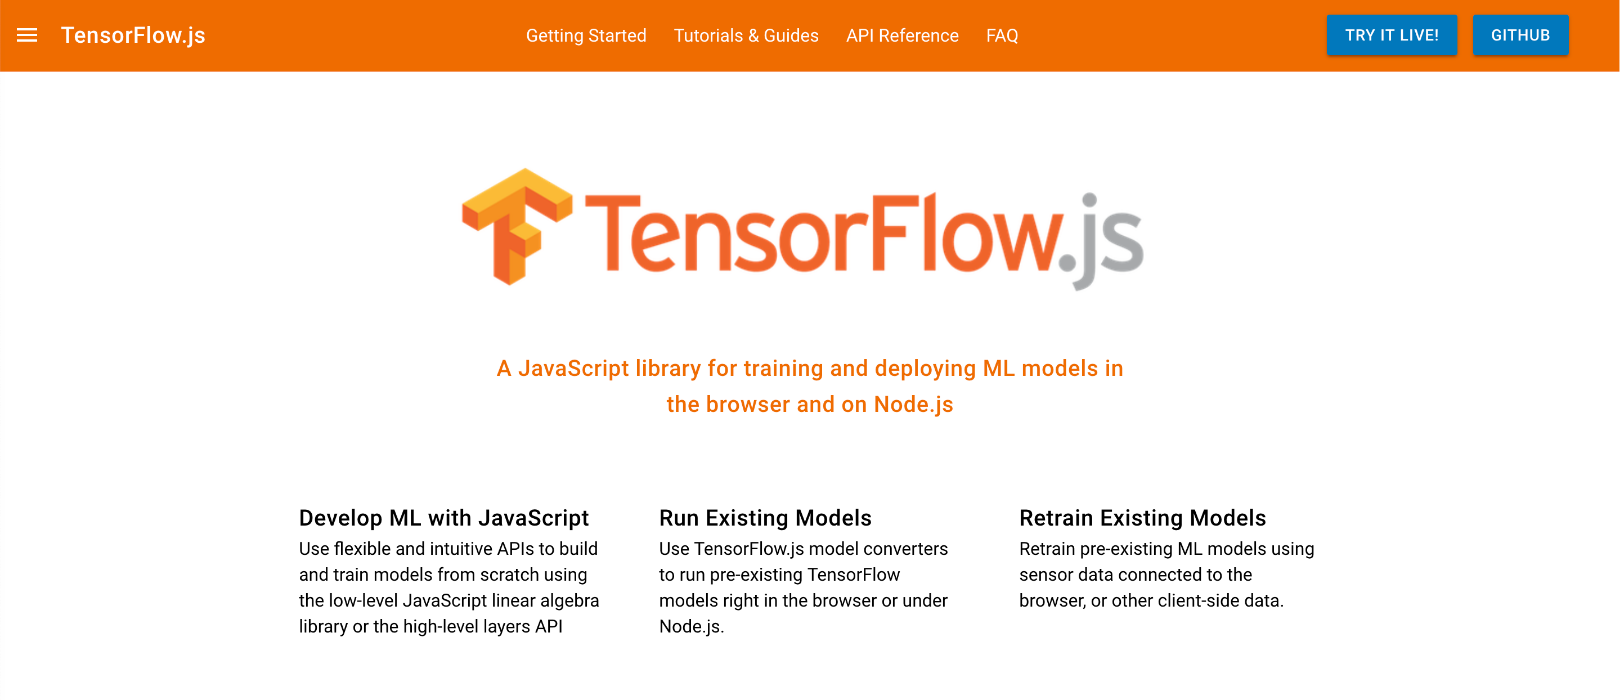 TensorFlow.js
Getting Started
Tutorials & Guides
API Reference
FAQ
TRY IT LIVE!
GITHUB
TensorFlow.js
A JavaScript library for training and deploying ML models in
the browser and on Node.js
Develop ML with JavaScript
Use flexible and intuitive APIs to build
and train models from scratch using
the low-level JavaScript linear algebra
library or the high-level layers API
Run Existing Models
Use TensorFlow.js model converters
to run pre-existing TensorFlow
models right in the browser or under
Node.js.
Retrain Existing Models
Retrain pre-existing ML models using
sensor data connected to the
browser, or other client-side data.